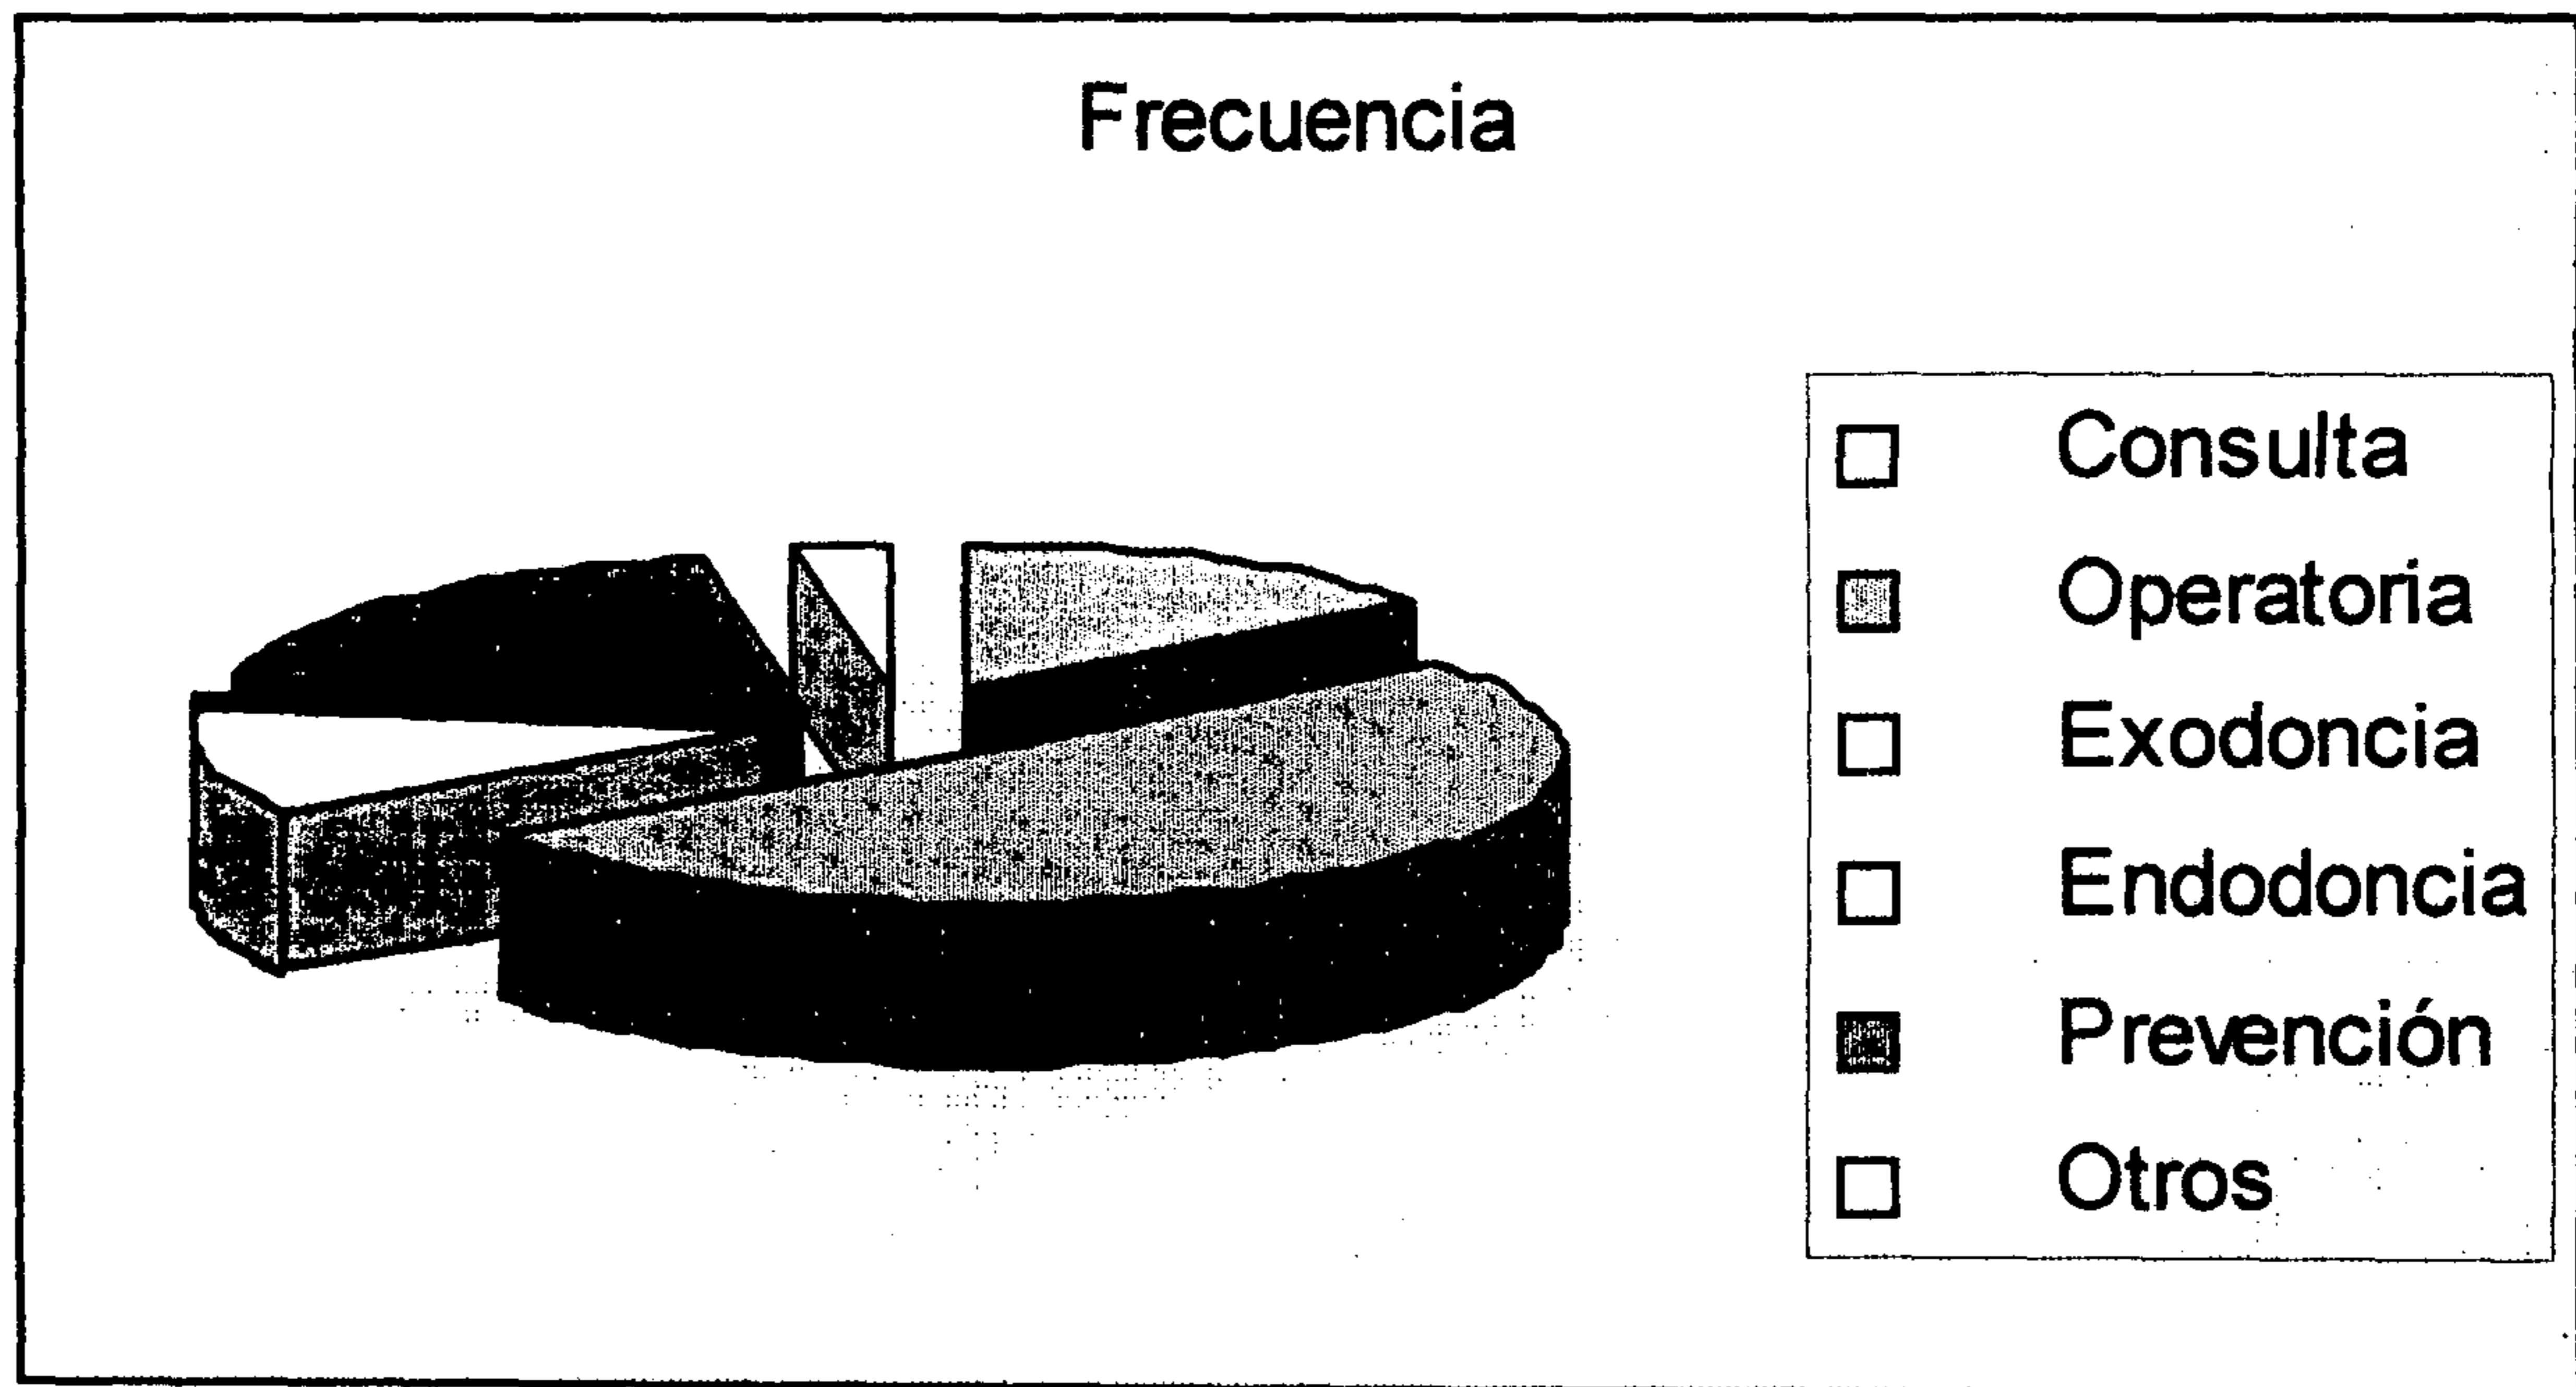 Frecuencia
Consulta
Operatoria
Exodoncia
Endodoncia
Prevención
Otros